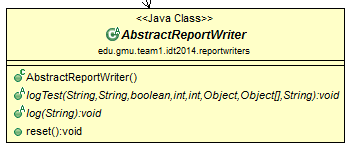 <<Java Class>>
AbstractReportWriter
edu.gmu.team1.idt2014.reportwriters
AbstractReportWriter()
logTest(String,String,boolean,int,int,Object,Object[],String):void
log(String):void
reset():void